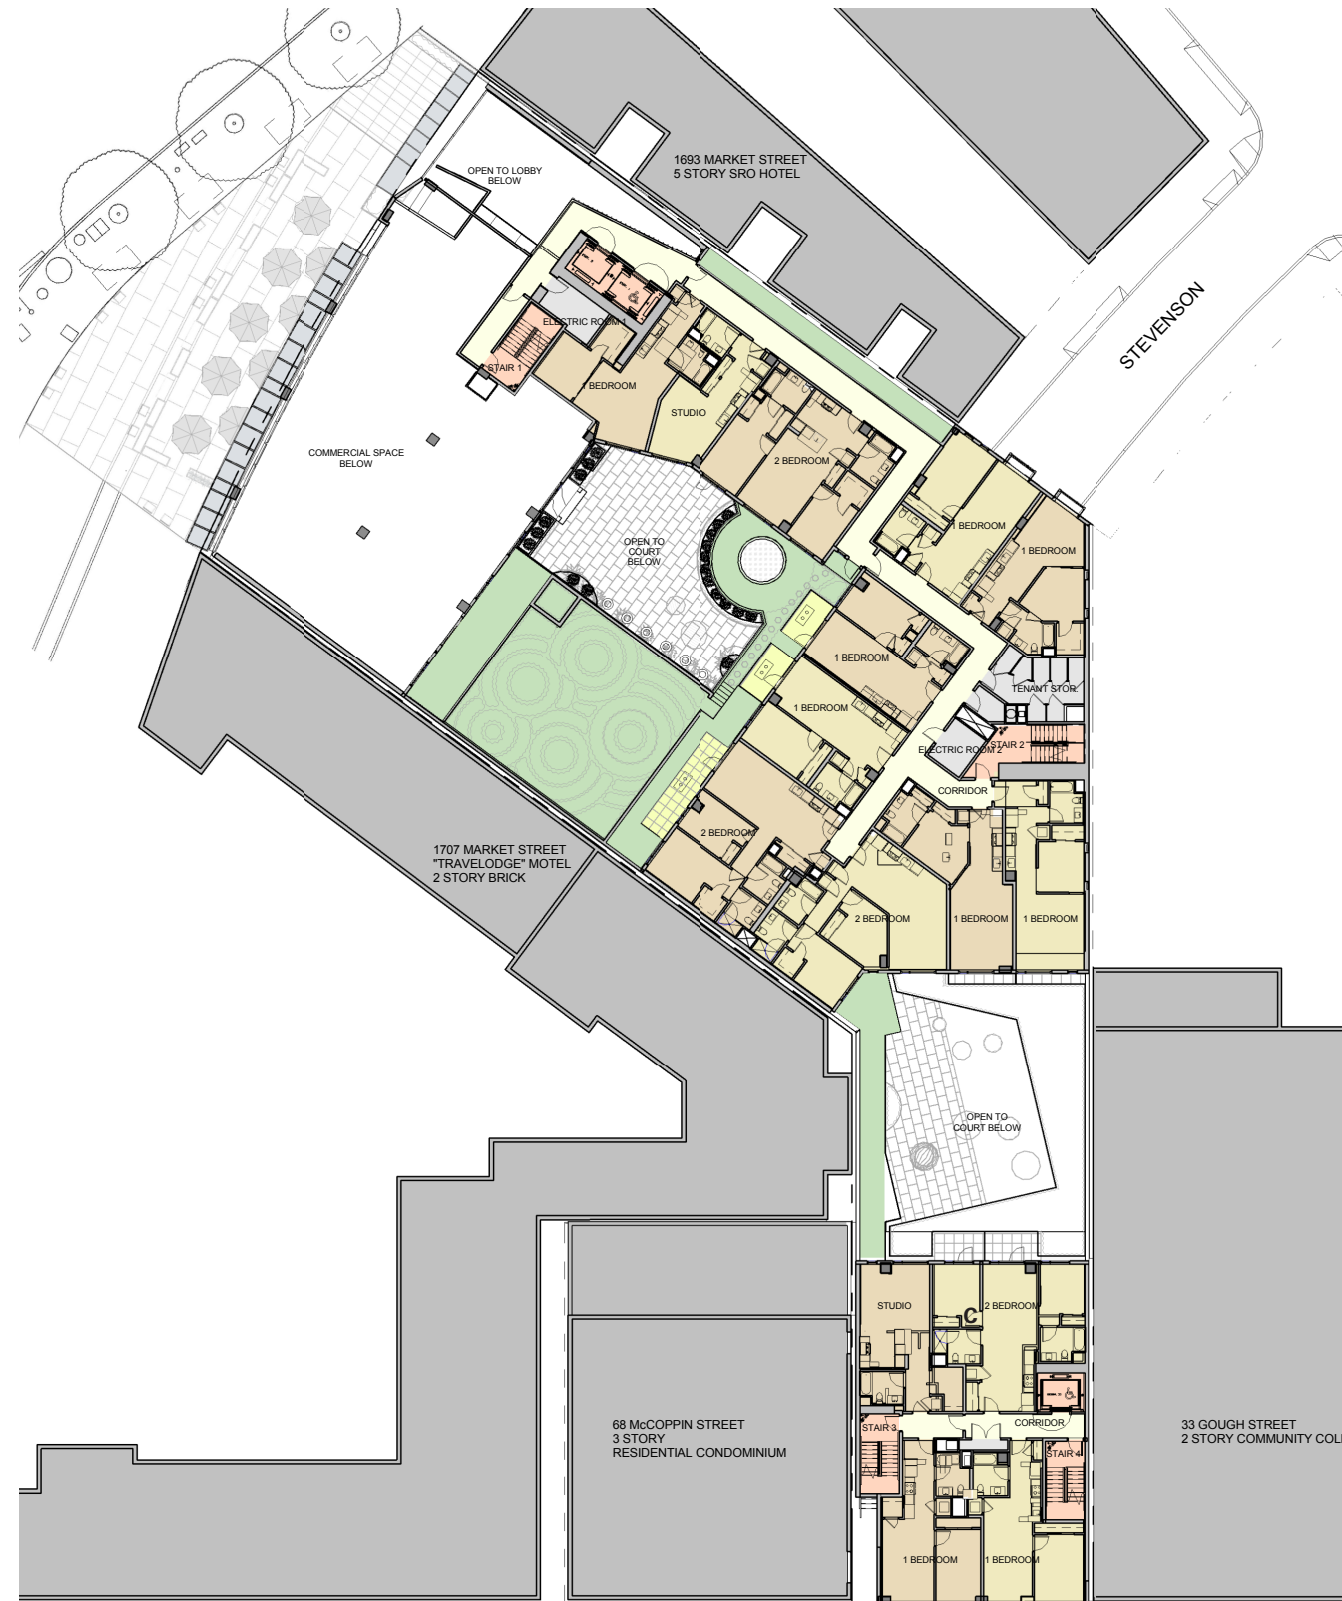 1693 MARKET STREET
5 STORY SRO HOTEL
OPEN TO LOBBY
BELOW
STEVENSON
ELECTRIC ROOM 1
STAIR 1
1 BEDROOM
STUDIO
COMMERCIAL SPACE
BELOW
2 BEDROOM
1 BEDROOM
1 BEDROOM
OPEN TO
COURT
BELOW
1 BEDROOM
TENANT STOR.
1 BEDROOM
STAIR 2
ELECTRIC ROOM 2
CORRIDOR
2 BEDROOM
1707 MARKET STREET
"TRAVELODGE" MOTEL
2 STORY BRICK
2 BEDROOM
1 BEDROOM
1 BEDROOM
OPEN TO
COURT BELOW
STUDIO
2 BEDROOM
C
CORRIDOR
STAIR 3
STAIR 4
68 McCOPPIN STREET
3 STORY
RESIDENTIAL CONDOMINIUM
33 GOUGH STREET
2 STORY COMMUNITY COL
1 BEDROOM
1 BEDROOM